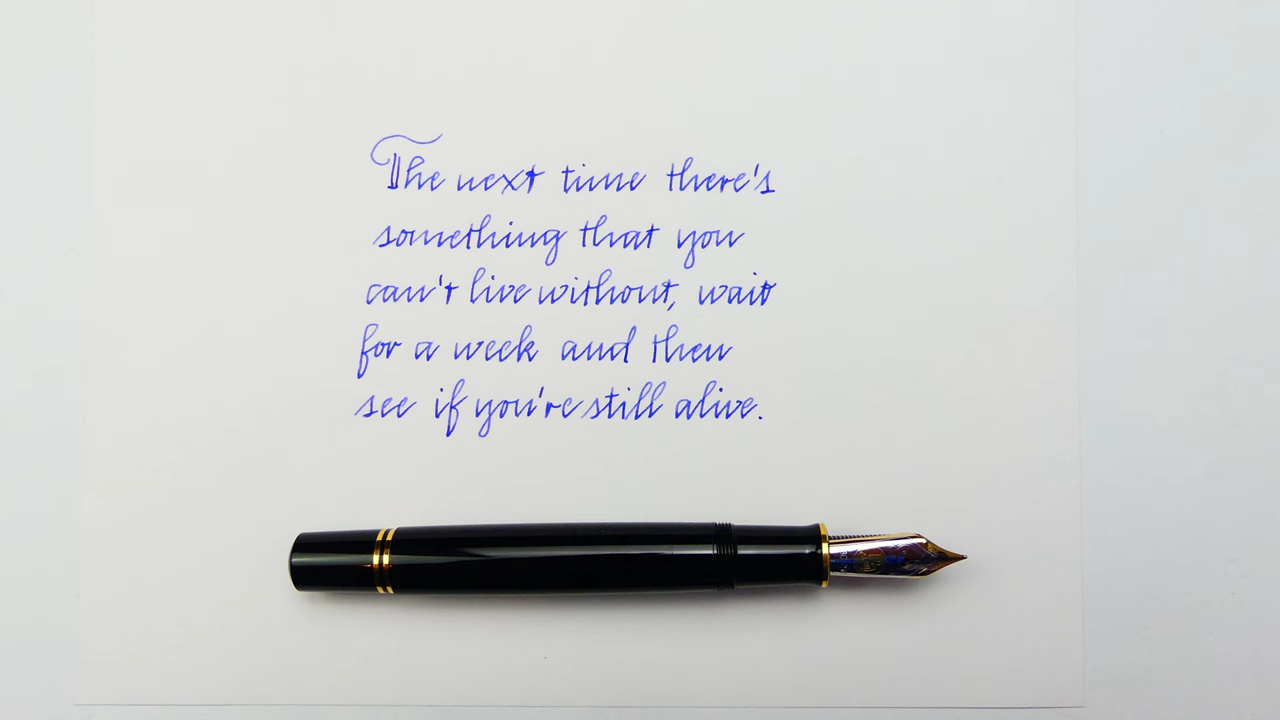 The next time there's
something that you
can't live without, wait
for a week and then
see if you're still alive.